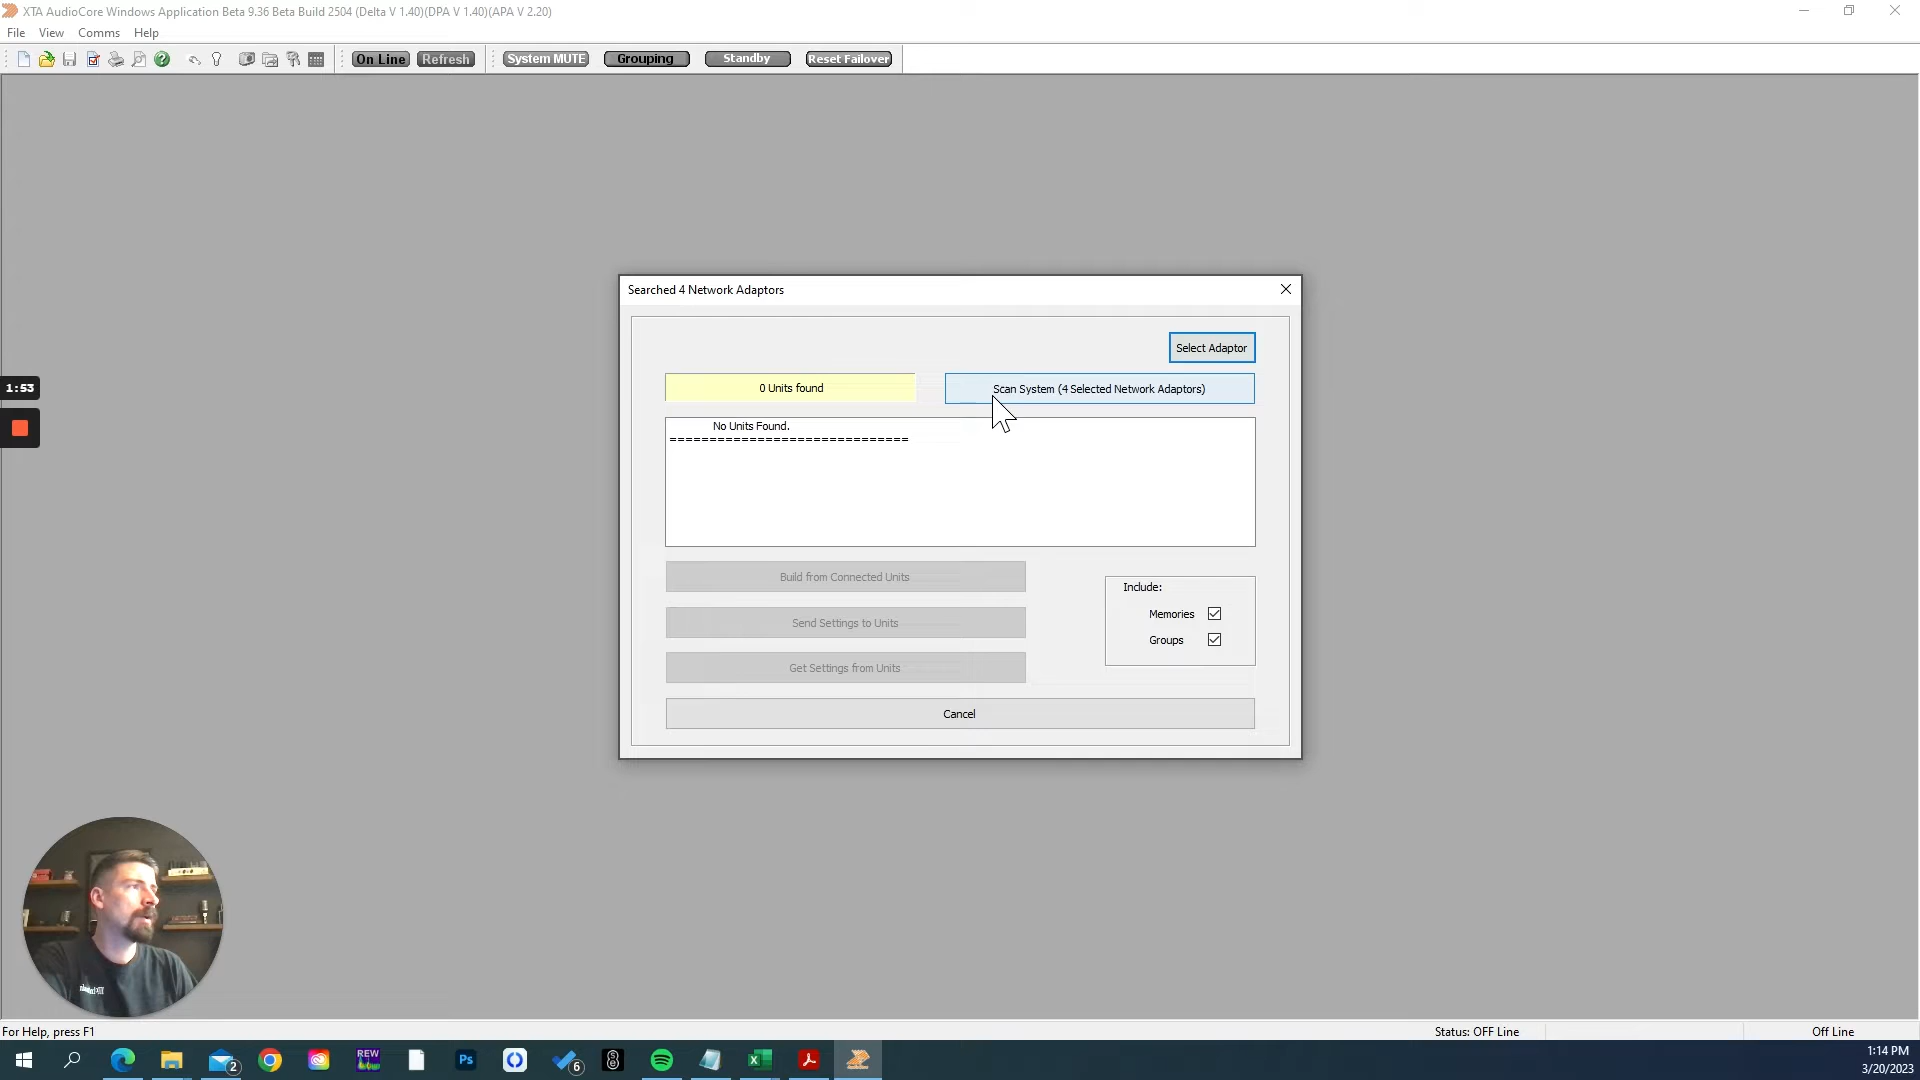 XTA AudioCore Windows Application Beta 9.36 Beta Build 2504 (Delta V 1.40)(DPA V 1.40)(APA V 2.20)
File View Comms Help
On Line Refresh System MUTE Grouping Standby Reset Failover
Searched 4 Network Adaptors
Select Adaptor
0 Units found
Scan System (4 Selected Network Adaptors)
No Units Found.
==============================
1:53
Build from Connected Units
Include:
Memories
Send Settings to Units
Groups
Get Settings from Units
Cancel
For Help, press F1
Status: OFF Line
Off Line
2
REW
Ps
6
1:14 PM
3/20/2023